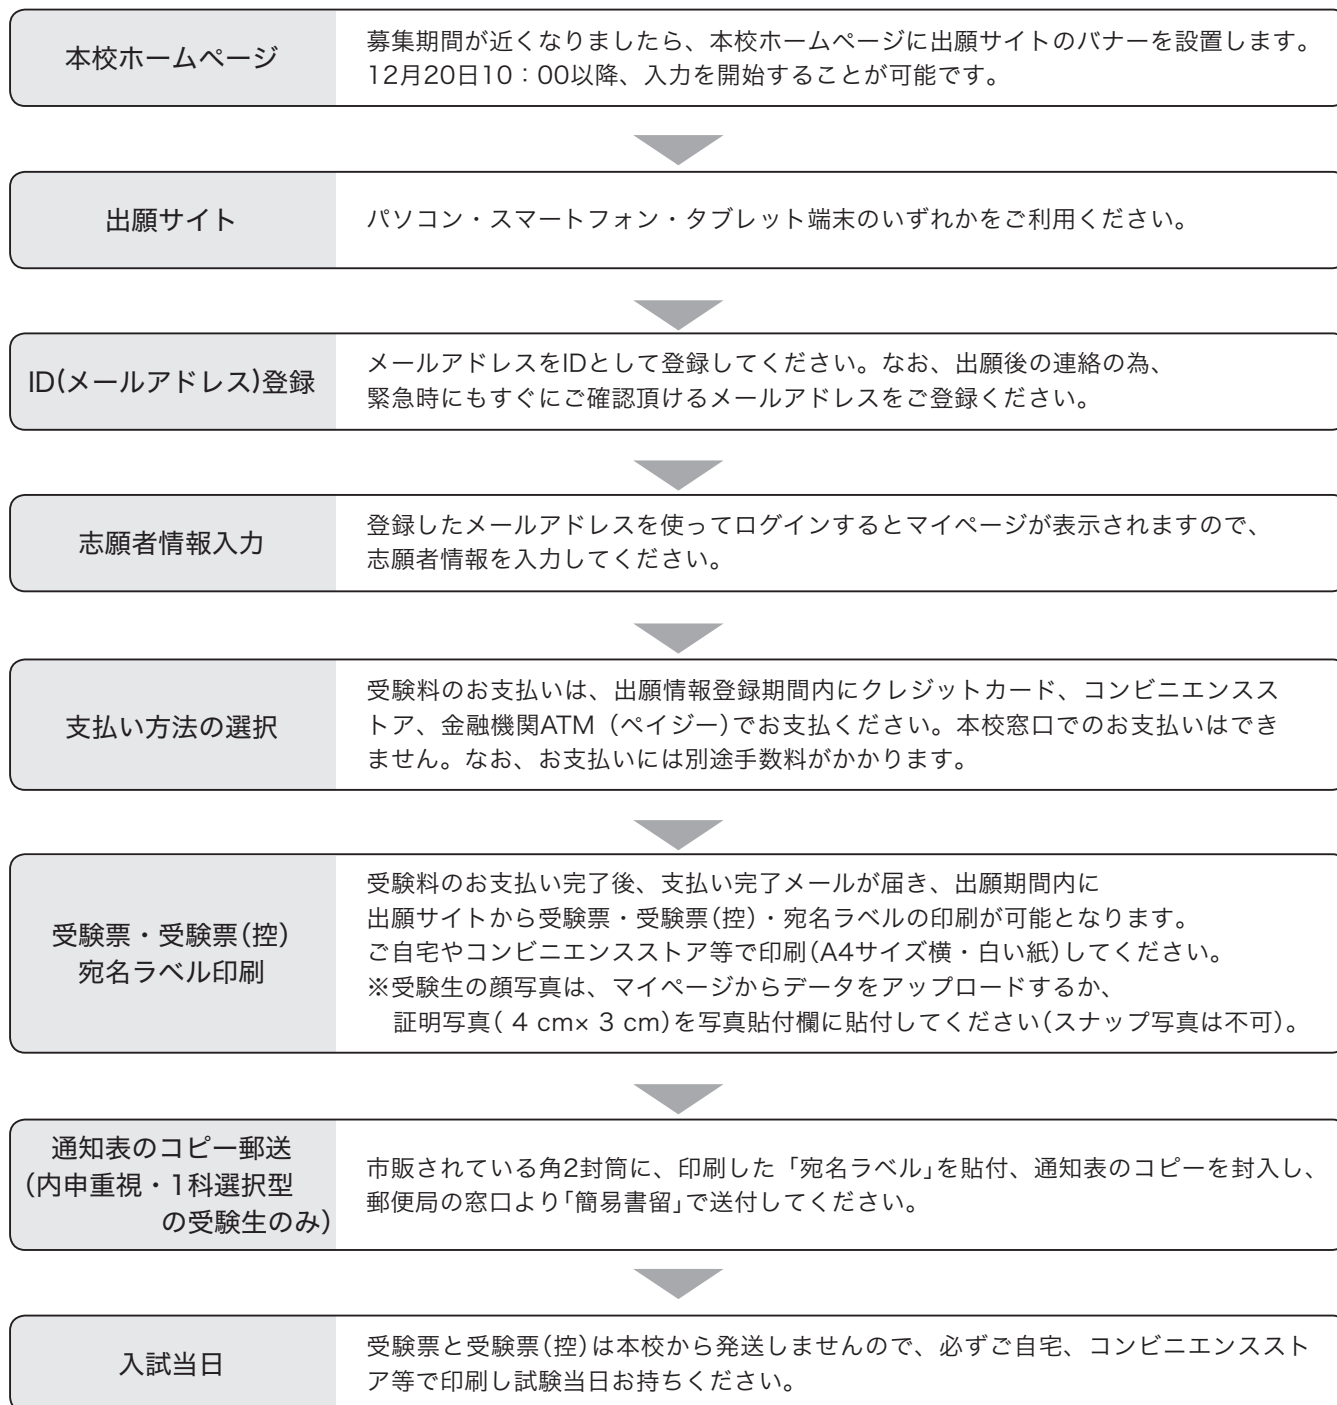 本校ホームページ
募集期間が近くなりましたら、本校ホームページに出願サイトのバナーを設置します。
12月20日10：00以降、入力を開始することが可能です。
出願サイト
パソコン・スマートフォン・タブレット端末のいずれかをご利用ください。
ID(メールアドレス)登録
メールアドレスをIDとして登録してください。なお、出願後の連絡の為、
緊急時にもすぐにご確認頂けるメールアドレスをご登録ください。
志願者情報入力
登録したメールアドレスを使ってログインするとマイページが表示されますので、
志願者情報を入力してください。
支払い方法の選択
受験料のお支払いは、出願情報登録期間内にクレジットカード、コンビニエンスス
トア、金融機関ATM（ペイジー）でお支払ください。本校窓口でのお支払いはでき
ません。なお、お支払いには別途手数料がかかります。
受験票・受験票(控)
宛名ラベル印刷
受験料のお支払い完了後、支払い完了メールが届き、出願期間内に
出願サイトから受験票・受験票(控)・宛名ラベルの印刷が可能となります。
ご自宅やコンビニエンスストア等で印刷(A4サイズ横・白い紙)してください。
※受験生の顔写真は、マイページからデータをアップロードするか、
証明写真( 4 cm× 3 cm)を写真貼付欄に貼付してください(スナップ写真は不可)。
通知表のコピー郵送
(内申重視・1科選択型
の受験生のみ)
市販されている角2封筒に、印刷した「宛名ラベル」を貼付、通知表のコピーを封入し、
郵便局の窓口より「簡易書留」で送付してください。
入試当日
受験票と受験票(控)は本校から発送しませんので、必ずご自宅、コンビニエンススト
ア等で印刷し試験当日お持ちください。